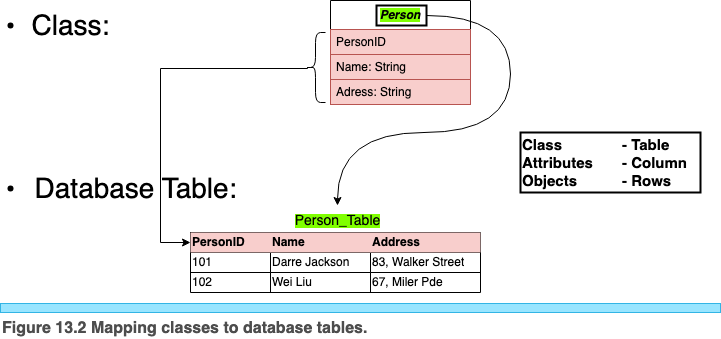 • Class:
Person
PersonID
Name: String
Adress: String
Class - Table
Attributes - Column
Objects - Rows
• Database Table:
Person_Table
PersonID Name Address
101 Darre Jackson 83, Walker Street
102 Wei Liu 67, Miler Pde
Figure 13.2 Mapping classes to database tables.